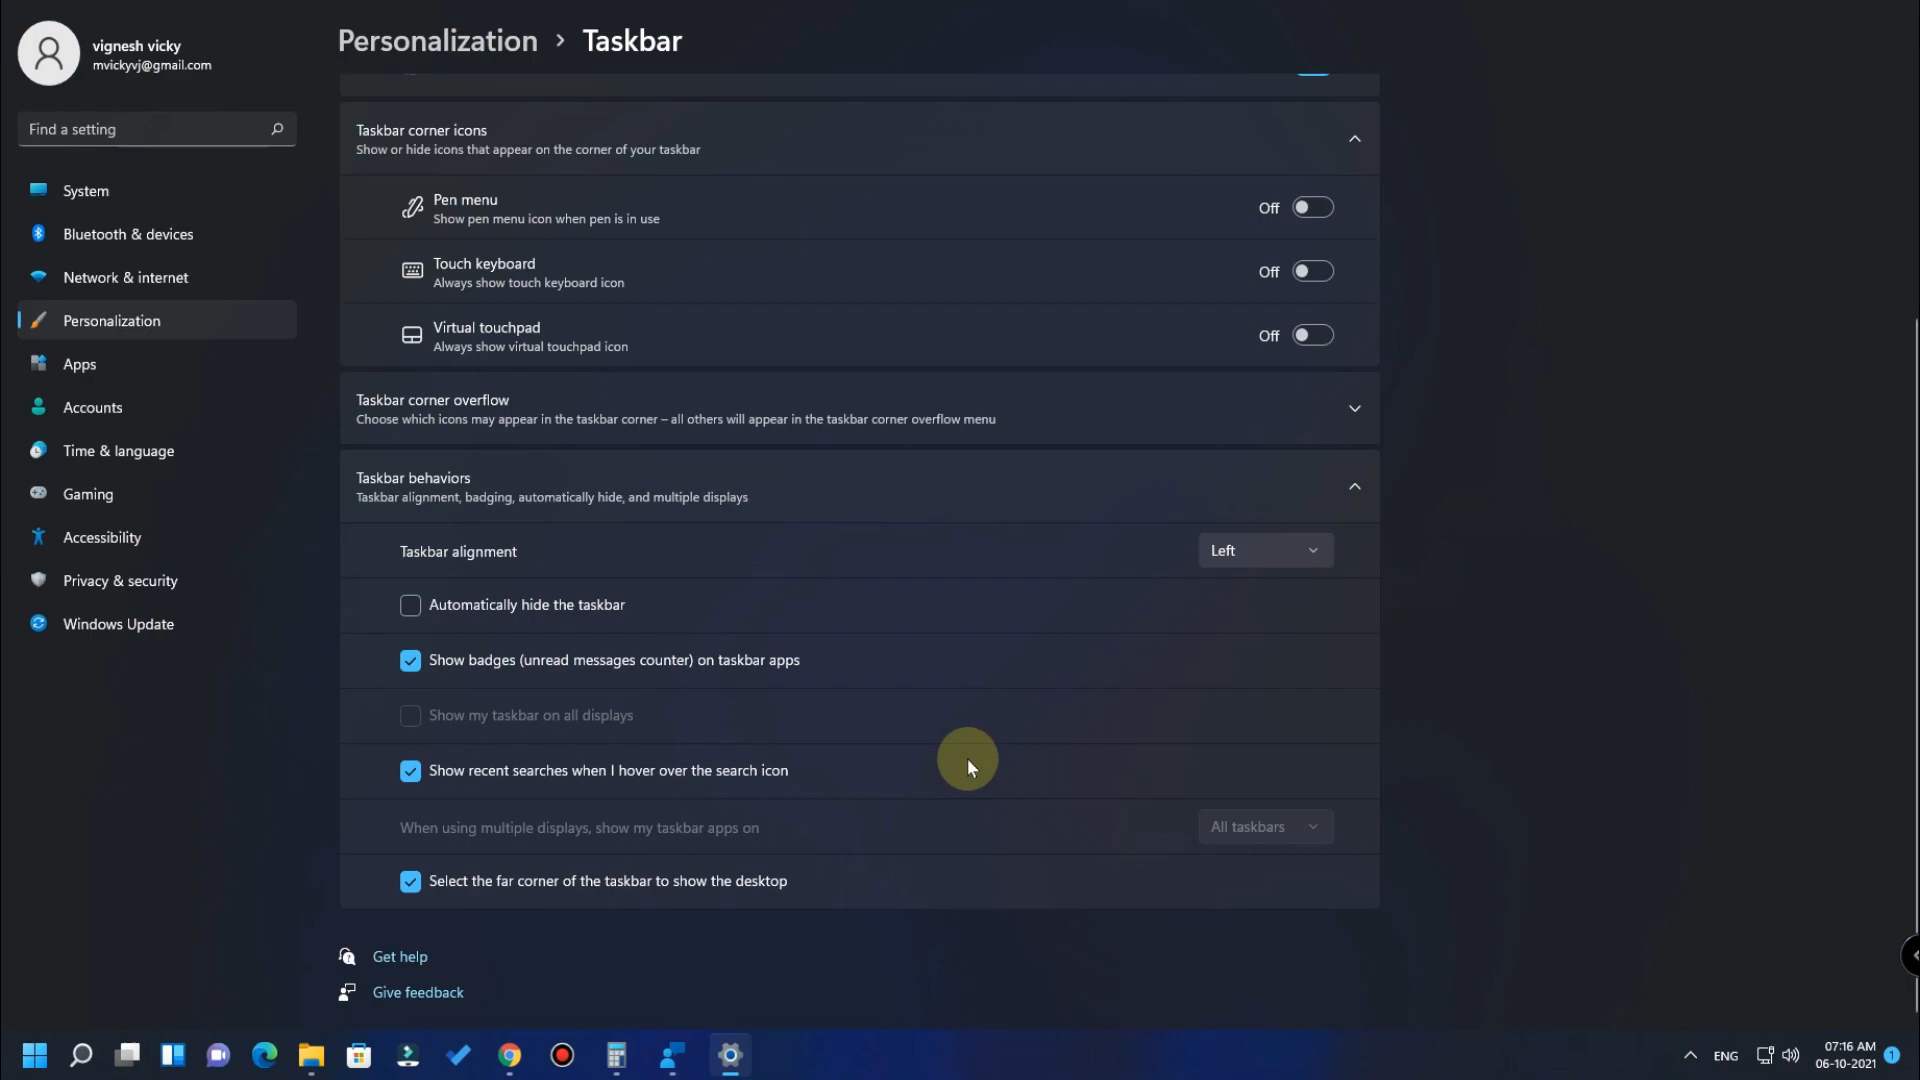 vignesh vicky
mvickyvj@gmail.com
Find a setting
System
Bluetooth & devices
Network & internet
Personalization
Apps
Accounts
Time & language
Gaming
Accessibility
Privacy & security
Windows Update
Personalization > Taskbar
Taskbar corner icons
Show or hide icons that appear on the corner of your taskbar
Pen menu
Show pen menu icon when pen is in use
Off
Touch keyboard
Always show touch keyboard icon
Off
Virtual touchpad
Always show virtual touchpad icon
Off
Taskbar corner overflow
Choose which icons may appear in the taskbar corner – all others will appear in the taskbar corner overflow menu
Taskbar behaviors
Taskbar alignment, badging, automatically hide, and multiple displays
Taskbar alignment
Left
Automatically hide the taskbar
Show badges (unread messages counter) on taskbar apps
Show my taskbar on all displays
Show recent searches when I hover over the search icon
When using multiple displays, show my taskbar apps on
All taskbars
Select the far corner of the taskbar to show the desktop
Get help
Give feedback
ENG
07:16 AM
06-10-2021
1